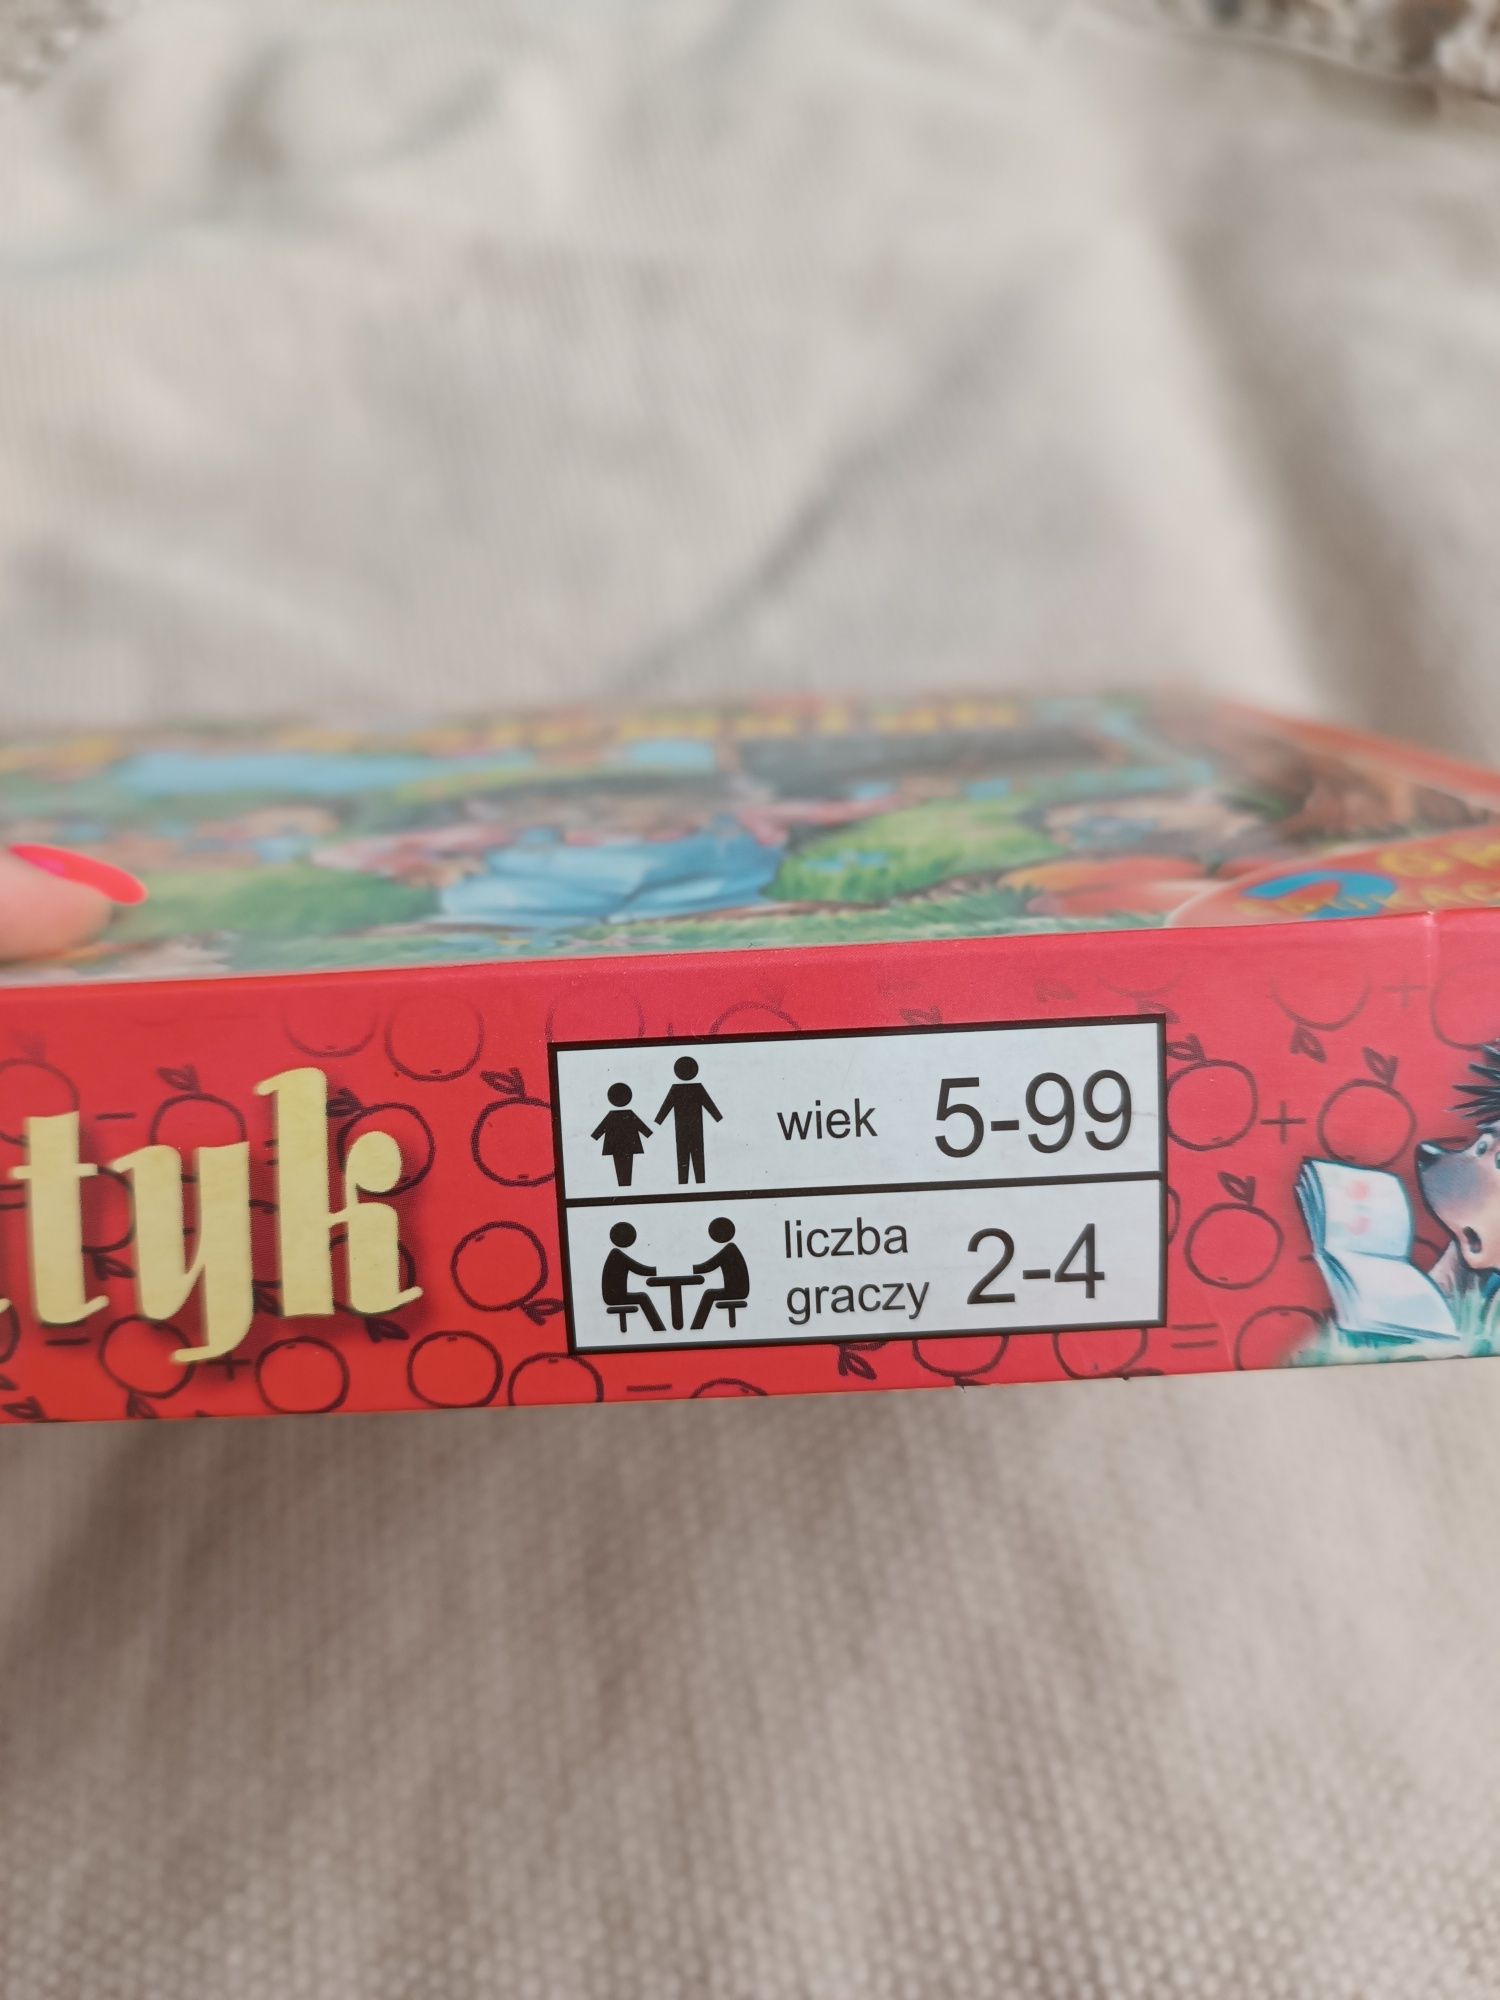 tyk
wiek 5-99
liczba
graczy 2-4